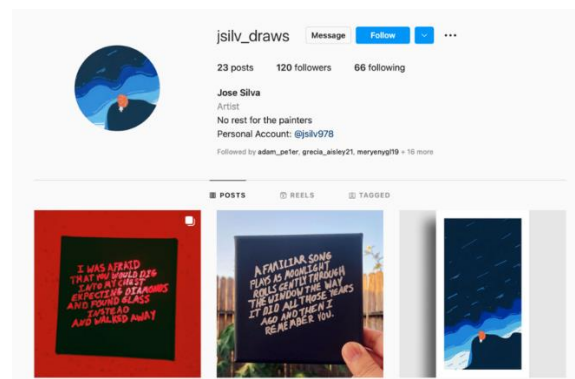 jsilv_draws Message Follow
23 posts 120 followers 66 following
Jose Silva
Artist
No rest for the painters
Personal Account: @jsilv978
Followed by adam_pe1er, grecia_aisley21, meryenygl19 + 16 more
POSTS REELS TAGGED
I WAS AFRAID
THAT YOU WOULD DIG
INTO MY CHEST
EXPECTING DIAMONDS
AND FOUND GLASS
INSTEAD
AND WALKED AWAY
A FAMILIAR SONG
PLAYS AS MOONLIGHT
ROLLS GENTLY THROUGH
THE WINDOW THE WAY
IT DID ALL THOSE YEARS
AGO AND THEN I
REMEMBER YOU.